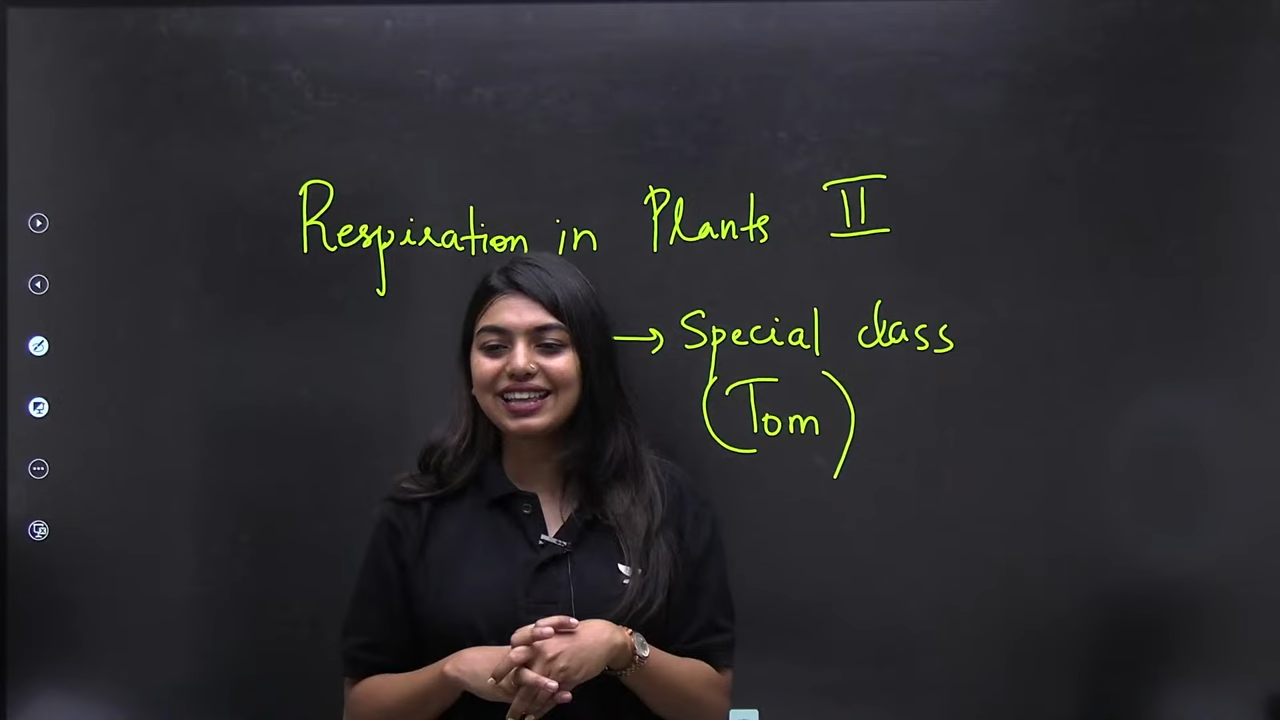 Respiration in Plants II
→ Special class
(Tom)